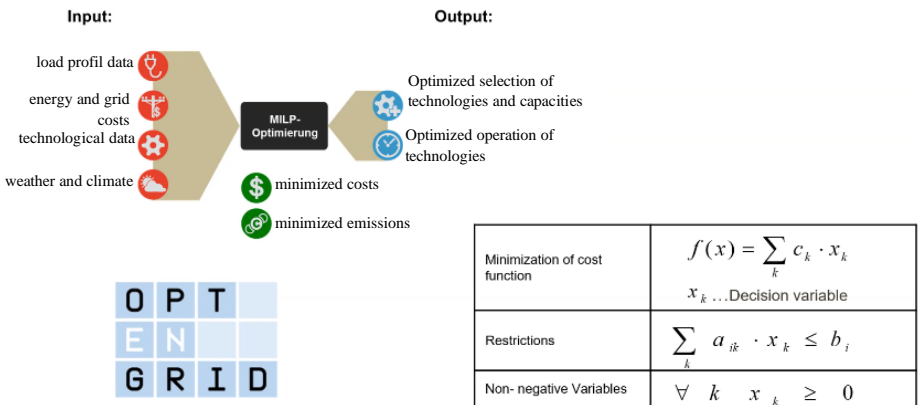 Input:
Output:
load profil data
energy and grid
costs
technological data
weather and climate
MILP-
Optimierung
Optimized selection of
technologies and capacities
Optimized operation of
technologies
$ minimized costs
minimized emissions
OPT
EN
GRID
Minimization of cost
function
f(x) = ∑ c_k · x_k
k
x_k ...Decision variable
Restrictions
∑ a_ik · x_k ≤ b_i
k
Non- negative Variables
∀ k x_k ≥ 0